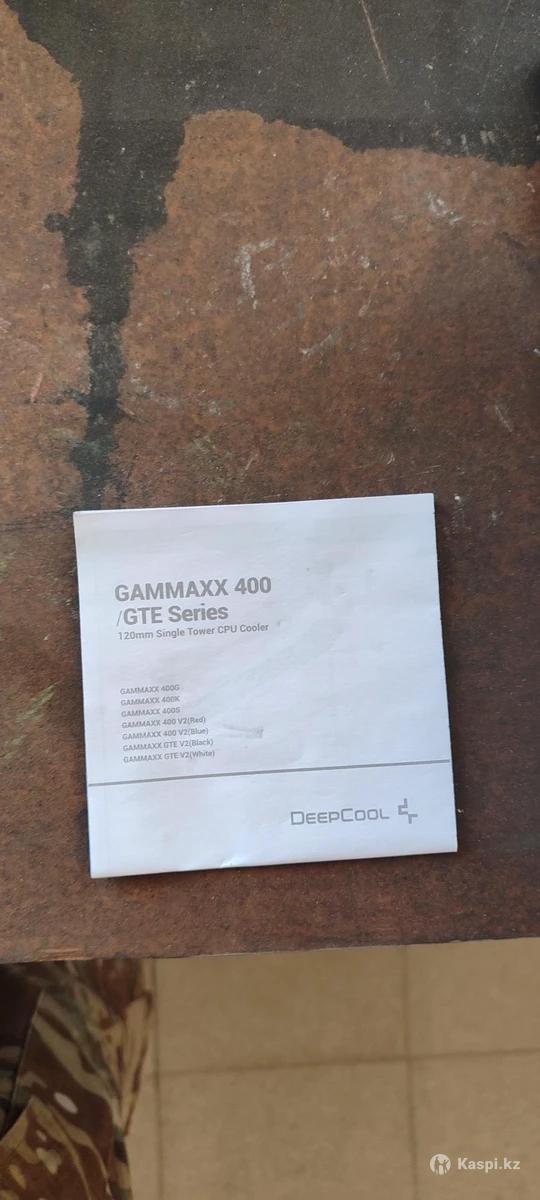 GAMMAXX 400
/GTE Series
120mm Single Tower CPU Cooler
GAMMAXX 400G
GAMMAXX 400K
GAMMAXX 400S
GAMMAXX 400 V2(Red)
GAMMAXX 400 V2(Blue)
GAMMAXX GTE V2(Black)
GAMMAXX GTE V2(White)
DEEPCOOL
Kaspi.kz